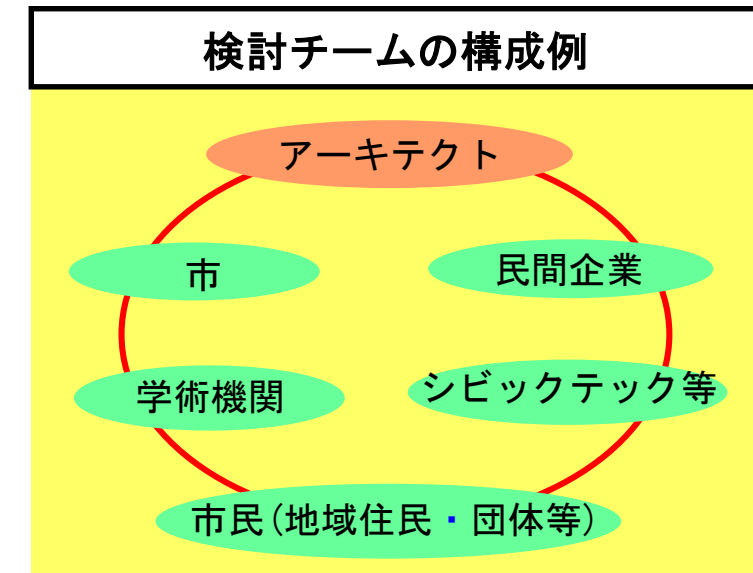 検討チームの構成例
アーキテクト
市
民間企業
学術機関
シビックテック等
市民(地域住民・団体等)